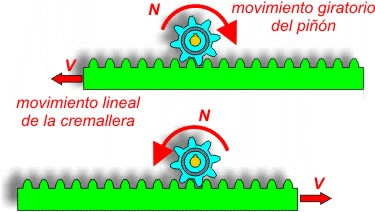 N
movimiento giratorio
del piñón
V
movimiento lineal
de la cremallera
N
V